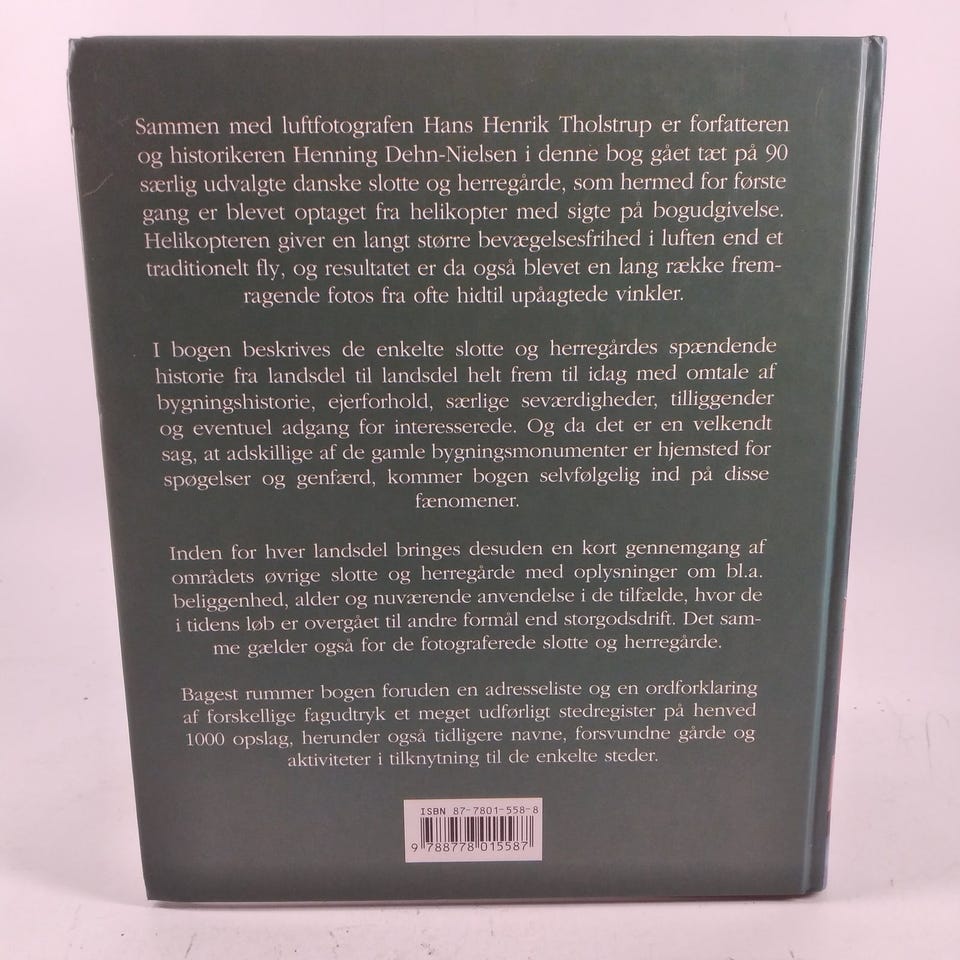 Sammen med luftfotografen Hans Henrik Tholstrup er forfatteren
og historikeren Henning Dehn-Nielsen i denne bog gået tæt på 90
særlig udvalgte danske slotte og herregårde, som hermed for første
gang er blevet optaget fra helikopter med sigte på bogudgivelse.
Helikopteren giver en langt større bevægelsesfrihed i luften end et
traditionelt fly, og resultatet er da også blevet en lang række frem-
ragende fotos fra ofte hidtil upåagtede vinkler.
I bogen beskrives de enkelte slotte og herregårdes spændende
historie fra landsdel til landsdel helt frem til idag med omtale af
bygningshistorie, ejerforhold, særlige seværdigheder, tilliggender
og eventuel adgang for interesserede. Og da det er en velkendt
sag, at adskillige af de gamle bygningsmonumenter er hjemsted for
spøgelser og genfærd, kommer bogen selvfølgelig ind på disse
fænomener.
Inden for hver landsdel bringes desuden en kort gennemgang af
områdets øvrige slotte og herregårde med oplysninger om bl.a.
beliggenhed, alder og nuværende anvendelse i de tilfælde, hvor de
i tidens løb er overgået til andre formål end storgodsdrift. Det sam-
me gælder også for de fotograferede slotte og herregårde.
Bagest rummer bogen foruden en adresseliste og en ordforklaring
af forskellige fagudtryk et meget udførligt stedregister på henved
1000 opslag, herunder også tidligere navne, forsvundne gårde og
aktiviteter i tilknytning til de enkelte steder.
ISBN 87-7801-558-8
9 788778 015587